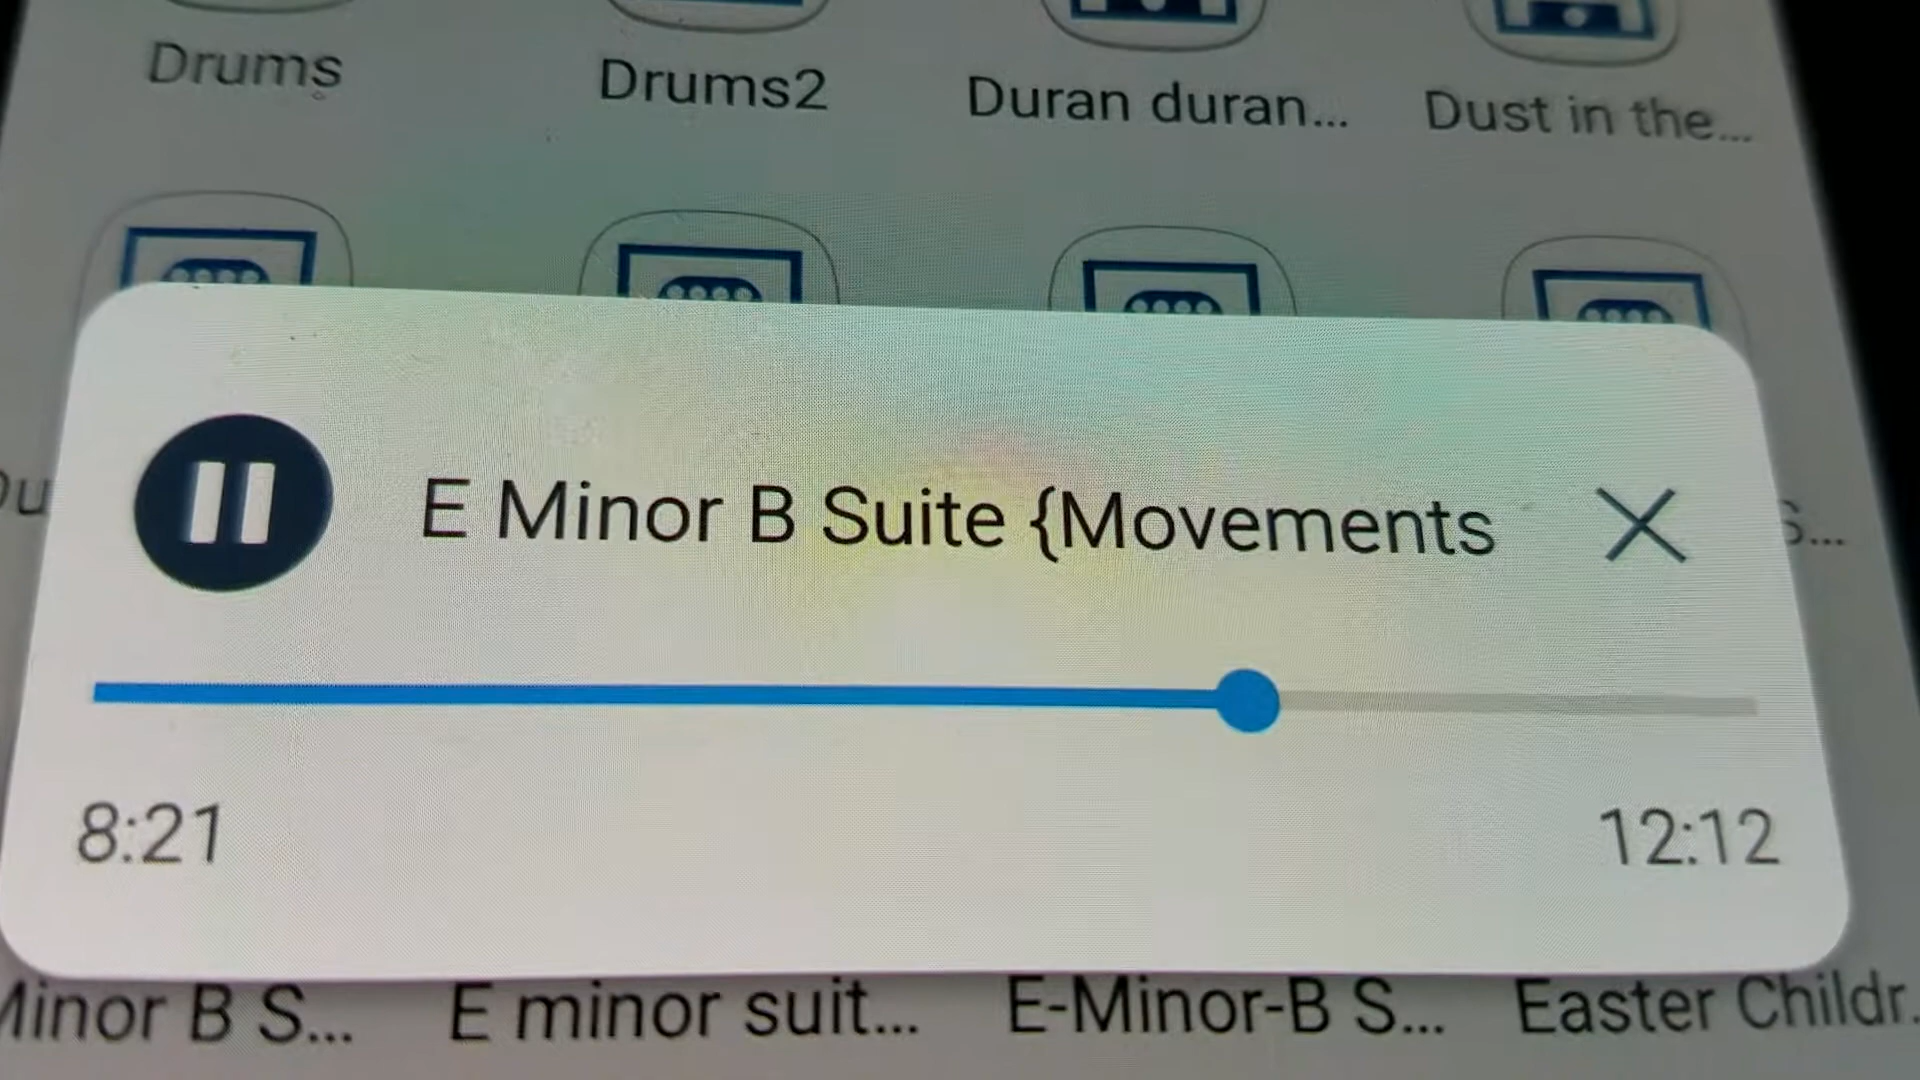 Drums Drums2 Duran duran... Dust in the...
E Minor B Suite {Movements
8:21 12:12
Minor B S... E minor suit... E-Minor-B S... Easter Childr.